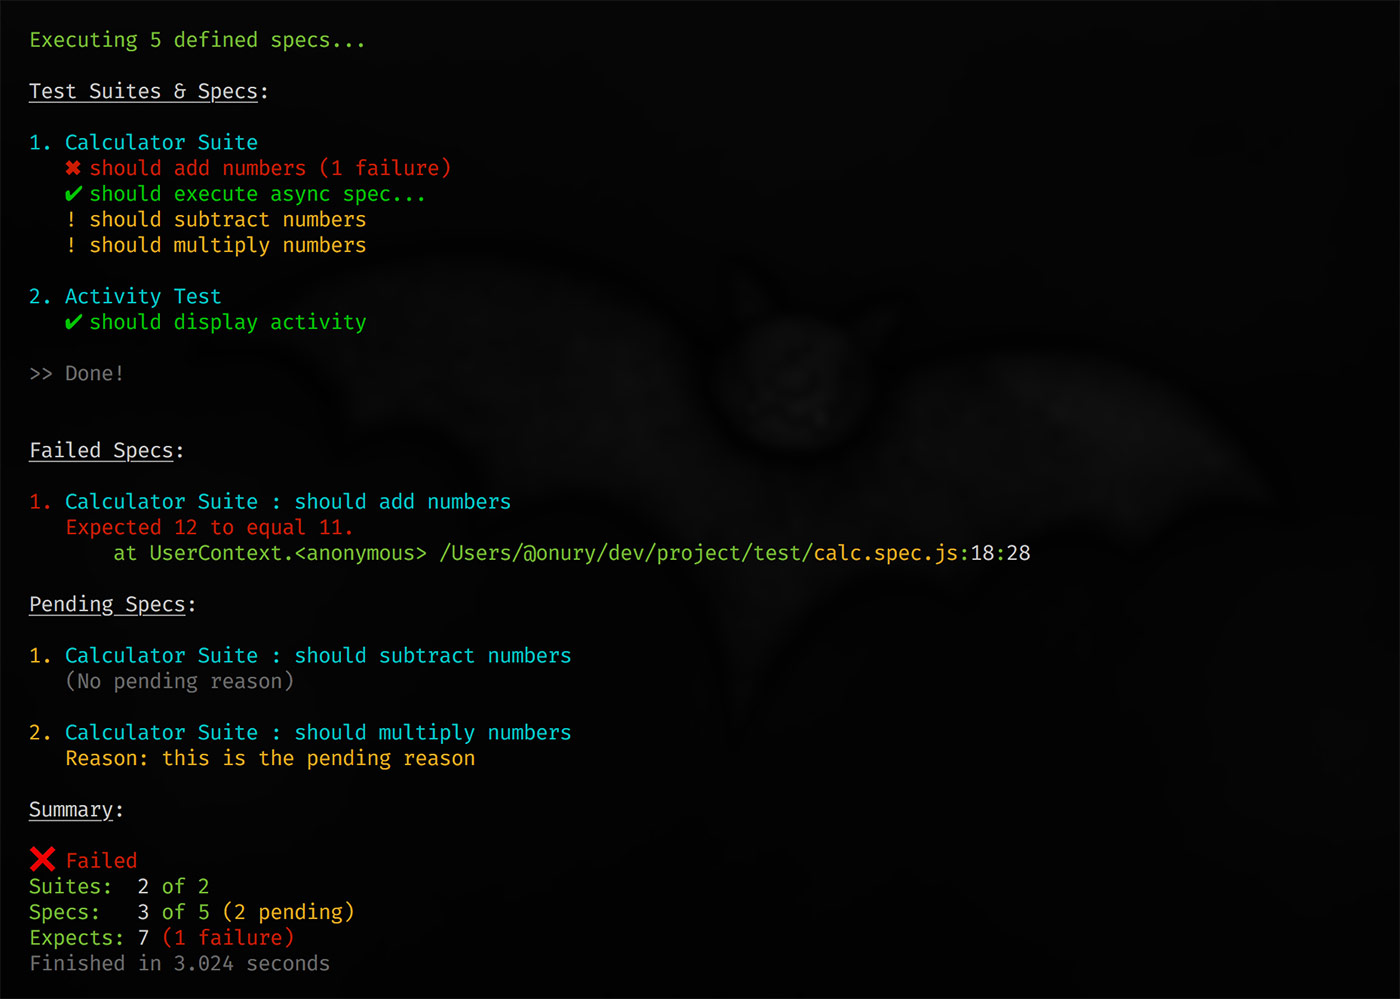 Executing 5 defined specs...
Test Suites & Specs:
1. Calculator Suite
✖ should add numbers (1 failure)
✔ should execute async spec...
! should subtract numbers
! should multiply numbers
2. Activity Test
✔ should display activity
>> Done!
Failed Specs:
1. Calculator Suite : should add numbers
Expected 12 to equal 11.
at UserContext.<anonymous> /Users/@onury/dev/project/test/calc.spec.js:18:28
Pending Specs:
1. Calculator Suite : should subtract numbers
(No pending reason)
2. Calculator Suite : should multiply numbers
Reason: this is the pending reason
Summary:
❌ Failed
Suites: 2 of 2
Specs: 3 of 5 (2 pending)
Expects: 7 (1 failure)
Finished in 3.024 seconds